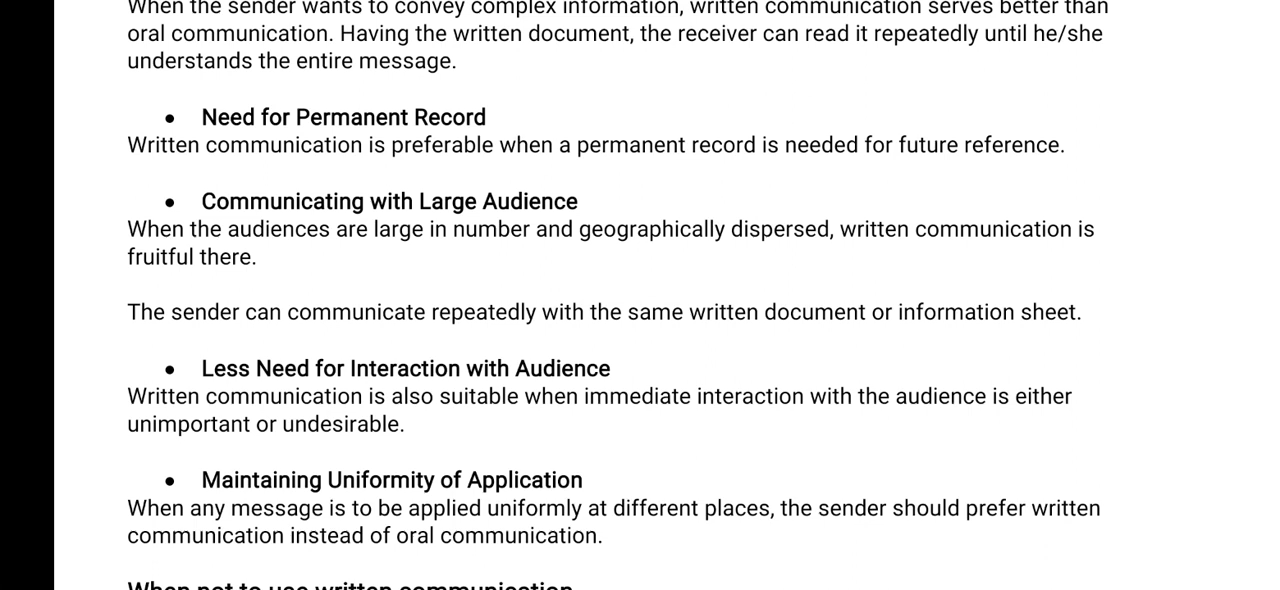 When the sender wants to convey complex information, written communication serves better than
oral communication. Having the written document, the receiver can read it repeatedly until he/she
understands the entire message.
• Need for Permanent Record
Written communication is preferable when a permanent record is needed for future reference.
• Communicating with Large Audience
When the audiences are large in number and geographically dispersed, written communication is
fruitful there.
The sender can communicate repeatedly with the same written document or information sheet.
• Less Need for Interaction with Audience
Written communication is also suitable when immediate interaction with the audience is either
unimportant or undesirable.
• Maintaining Uniformity of Application
When any message is to be applied uniformly at different places, the sender should prefer written
communication instead of oral communication.
When not to use written communication